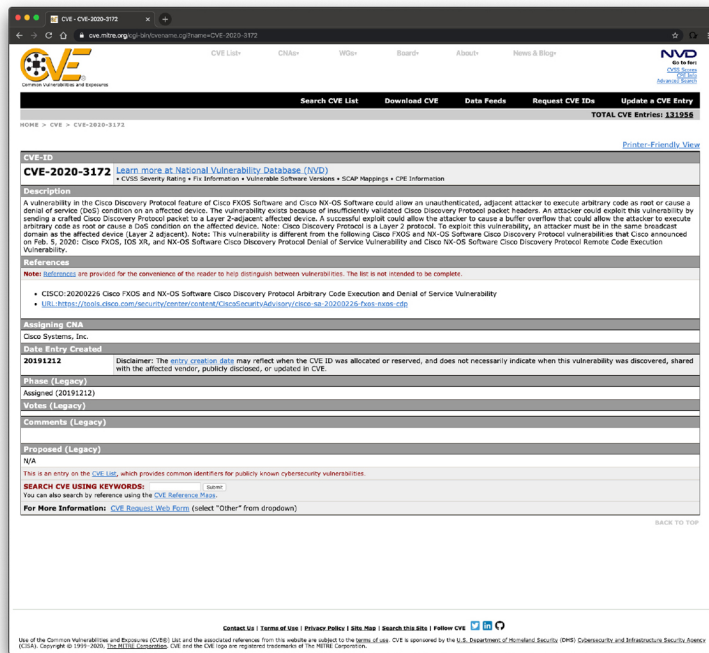 CVE - CVE-2020-3172
cve.mitre.org/cgi-bin/cvename.cgi?name=CVE-2020-3172
CVE
Common Vulnerabilities and Exposures
CVE List▾ CNAs▾ WGs▾ Board▾ About▾ News & Blog▾
NVD
Go to for:
CVSS Scores
CPE Info
Advanced Search
Search CVE List Download CVE Data Feeds Request CVE IDs Update a CVE Entry
TOTAL CVE Entries: 131956
HOME > CVE > CVE-2020-3172
Printer-Friendly View
CVE-ID
CVE-2020-3172 Learn more at National Vulnerability Database (NVD)
• CVSS Severity Rating • Fix Information • Vulnerable Software Versions • SCAP Mappings • CPE Information
Description
A vulnerability in the Cisco Discovery Protocol feature of Cisco FXOS Software and Cisco NX-OS Software could allow an unauthenticated, adjacent attacker to execute arbitrary code as root or cause a
denial of service (DoS) condition on an affected device. The vulnerability exists because of insufficiently validated Cisco Discovery Protocol packet headers. An attacker could exploit this vulnerability by
sending a crafted Cisco Discovery Protocol packet to a Layer 2-adjacent affected device. A successful exploit could allow the attacker to cause a buffer overflow that could allow the attacker to execute
arbitrary code as root or cause a DoS condition on the affected device. Note: Cisco Discovery Protocol is a Layer 2 protocol. To exploit this vulnerability, an attacker must be in the same broadcast
domain as the affected device (Layer 2 adjacent). Note: This vulnerability is different from the following Cisco FXOS and NX-OS Software Cisco Discovery Protocol vulnerabilities that Cisco announced
on Feb. 5, 2020: Cisco FXOS, IOS XR, and NX-OS Software Cisco Discovery Protocol Denial of Service Vulnerability and Cisco NX-OS Software Cisco Discovery Protocol Remote Code Execution
Vulnerability.
References
Note: References are provided for the convenience of the reader to help distinguish between vulnerabilities. The list is not intended to be complete.
• CISCO:20200226 Cisco FXOS and NX-OS Software Cisco Discovery Protocol Arbitrary Code Execution and Denial of Service Vulnerability
• URL:https://tools.cisco.com/security/center/content/CiscoSecurityAdvisory/cisco-sa-20200226-fxos-nxos-cdp
Assigning CNA
Cisco Systems, Inc.
Date Entry Created
20191212 Disclaimer: The entry creation date may reflect when the CVE ID was allocated or reserved, and does not necessarily indicate when this vulnerability was discovered, shared
with the affected vendor, publicly disclosed, or updated in CVE.
Phase (Legacy)
Assigned (20191212)
Votes (Legacy)
Comments (Legacy)
Proposed (Legacy)
N/A
This is an entry on the CVE List, which provides common identifiers for publicly known cybersecurity vulnerabilities.
SEARCH CVE USING KEYWORDS: Submit
You can also search by reference using the CVE Reference Maps.
For More Information: CVE Request Web Form (select "Other" from dropdown)
BACK TO TOP
Contact Us | Terms of Use | Privacy Policy | Site Map | Search this Site | Follow CVE
Use of the Common Vulnerabilities and Exposures (CVE®) List and the associated references from this website are subject to the terms of use. CVE is sponsored by the U.S. Department of Homeland Security (DHS) Cybersecurity and Infrastructure Security Agency
(CISA). Copyright © 1999–2020, The MITRE Corporation. CVE and the CVE logo are registered trademarks of The MITRE Corporation.